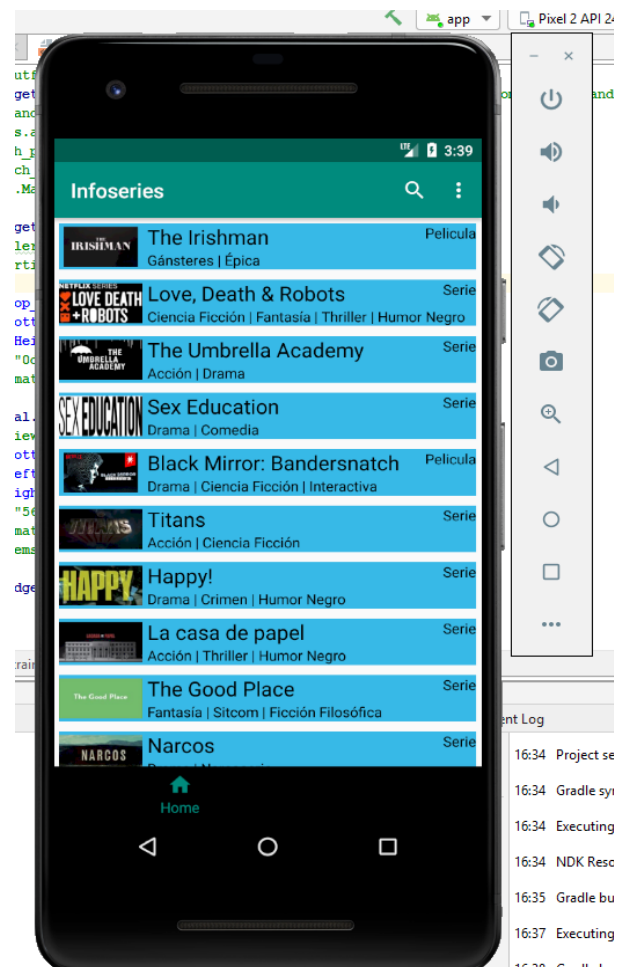 app
Pixel 2 API 24
LTE
3:39
Infoseries
IRISHMAN
The Irishman
Pelicula
Gánsteres | Épica
NETFLIX SERIES
LOVE DEATH
+ROBOTS
Love, Death & Robots
Serie
Ciencia Ficción | Fantasía | Thriller | Humor Negro
THE
UMBRELLA
ACADEMY
The Umbrella Academy
Serie
Acción | Drama
SEX EDUCATION
Sex Education
Serie
Drama | Comedia
Black Mirror: Bandersnatch
Pelicula
Drama | Ciencia Ficción | Interactiva
TITANS
Titans
Serie
Acción | Ciencia Ficción
HAPPY
Happy!
Serie
Drama | Crimen | Humor Negro
La casa de papel
Serie
Acción | Thriller | Humor Negro
The Good Place
The Good Place
Serie
Fantasía | Sitcom | Ficción Filosófica
NARCOS
Narcos
Serie
Home
nt Log
16:34 Project se
16:34 Gradle syn
16:34 Executing
16:34 NDK Reso
16:35 Gradle bu
16:37 Executing